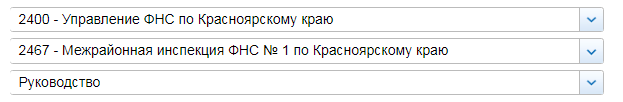 2400 - Управление ФНС по Красноярскому краю
2467 - Межрайонная инспекция ФНС № 1 по Красноярскому краю
Руководство